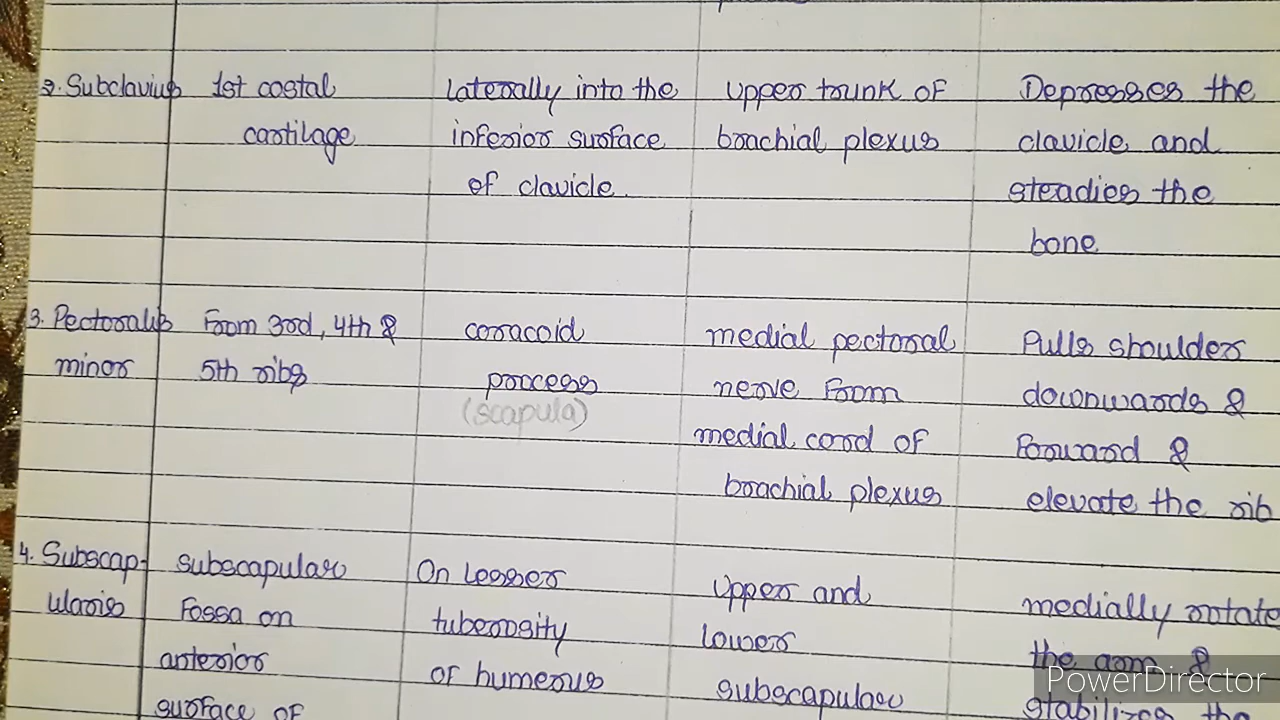 2. Subclavius
1st costal
cartilage
Laterally into the
inferior surface
of clavicle.
Upper trunk of
brachial plexus
Depresses the
clavicle and
steadies the
bone
3. Pectoralis
minor
From 3rd, 4th &
5th ribs
coracoid
process
(scapula)
medial pectoral
nerve from
medial cord of
brachial plexus
Pulls shoulder
downwards &
forward &
elevate the rib
4. Subscap-
ularis
subscapular
Fossa on
anterior
surface of
On lesser
tuberosity
of humerus
Upper and
lower
subscapular
medially rotate
the arm &
stabilizes the
PowerDirector